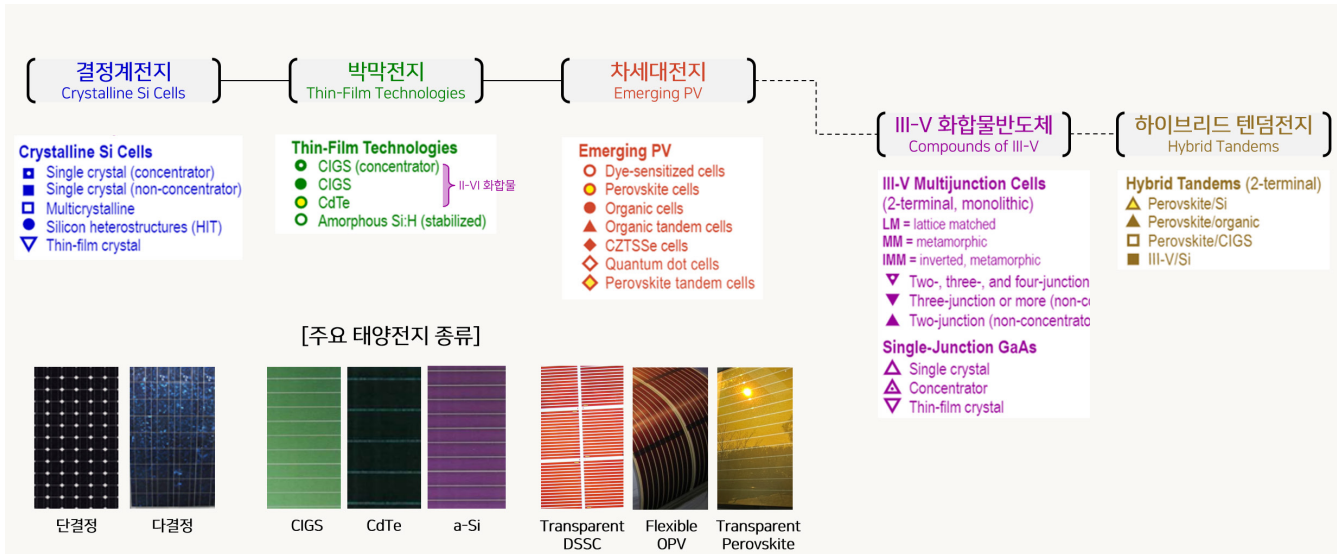 결정계전지
Crystalline Si Cells
박막전지
Thin-Film Technologies
차세대전지
Emerging PV
III-V 화합물반도체
Compounds of III-V
하이브리드 텐덤전지
Hybrid Tandems
Crystalline Si Cells
Single crystal (concentrator)
Single crystal (non-concentrator)
Multicrystalline
Silicon heterostructures (HIT)
Thin-film crystal
Thin-Film Technologies
CIGS (concentrator)
CIGS
CdTe
Amorphous Si:H (stabilized)
II-VI 화합물
Emerging PV
Dye-sensitized cells
Perovskite cells
Organic cells
Organic tandem cells
CZTSSe cells
Quantum dot cells
Perovskite tandem cells
III-V Multijunction Cells
(2-terminal, monolithic)
LM = lattice matched
MM = metamorphic
IMM = inverted, metamorphic
Two-, three-, and four-junction
Three-junction or more (non-c
Two-junction (non-concentrato
Single-Junction GaAs
Single crystal
Concentrator
Thin-film crystal
Hybrid Tandems (2-terminal)
Perovskite/Si
Perovskite/organic
Perovskite/CIGS
III-V/Si
[주요 태양전지 종류]
단결정
다결정
CIGS
CdTe
a-Si
Transparent
DSSC
Flexible
OPV
Transparent
Perovskite